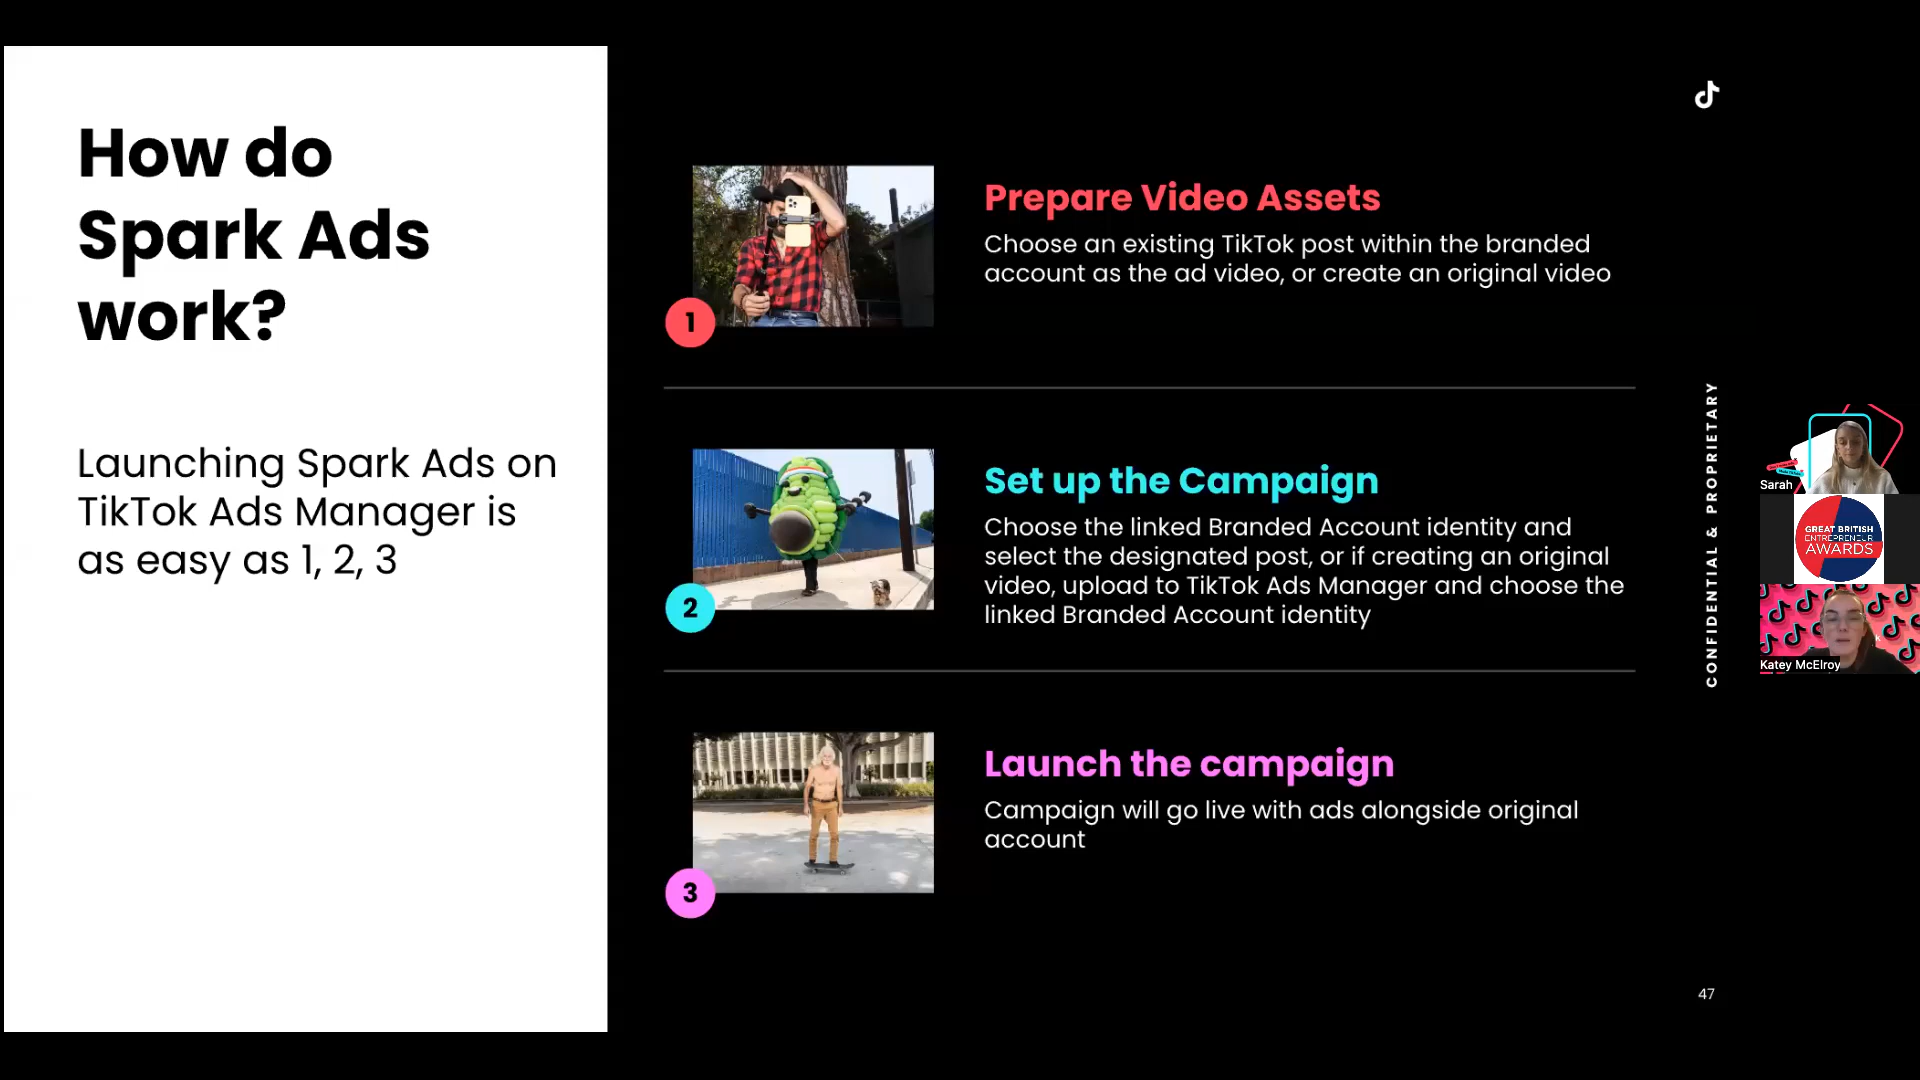 How do
Spark Ads
work?
Launching Spark Ads on
TikTok Ads Manager is
as easy as 1, 2, 3
1
Prepare Video Assets
Choose an existing TikTok post within the branded
account as the ad video, or create an original video
2
Set up the Campaign
Choose the linked Branded Account identity and
select the designated post, or if creating an original
video, upload to TikTok Ads Manager and choose the
linked Branded Account identity
3
Launch the campaign
Campaign will go live with ads alongside original
account
CONFIDENTIAL & PROPRIETARY
47
Sarah
GREAT BRITISH
ENTREPRENEUR
AWARDS
Katey McElroy